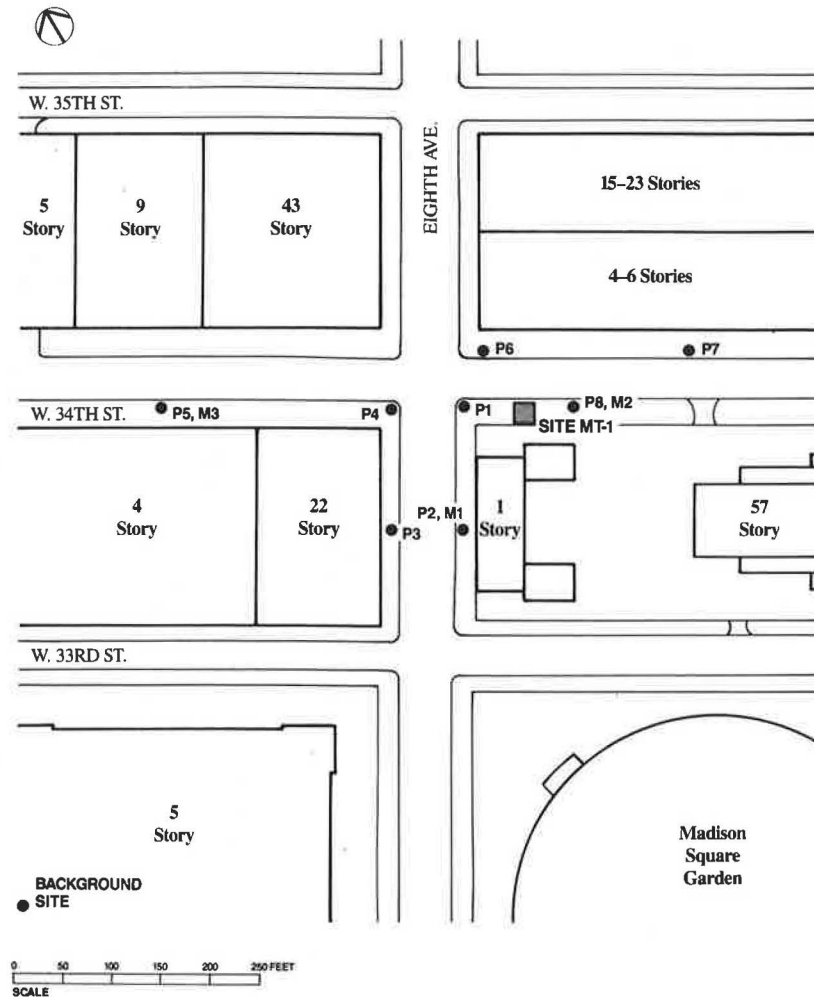 W. 35TH ST.
EIGHTH AVE.
5
Story
9
Story
43
Story
15–23 Stories
4–6 Stories
P6
P7
W. 34TH ST.
P5, M3
P4
P1
P8, M2
SITE MT-1
4
Story
22
Story
P3
P2, M1
1
Story
57
Story
W. 33RD ST.
5
Story
BACKGROUND
SITE
Madison
Square
Garden
0 50 100 150 200 250 FEET
SCALE